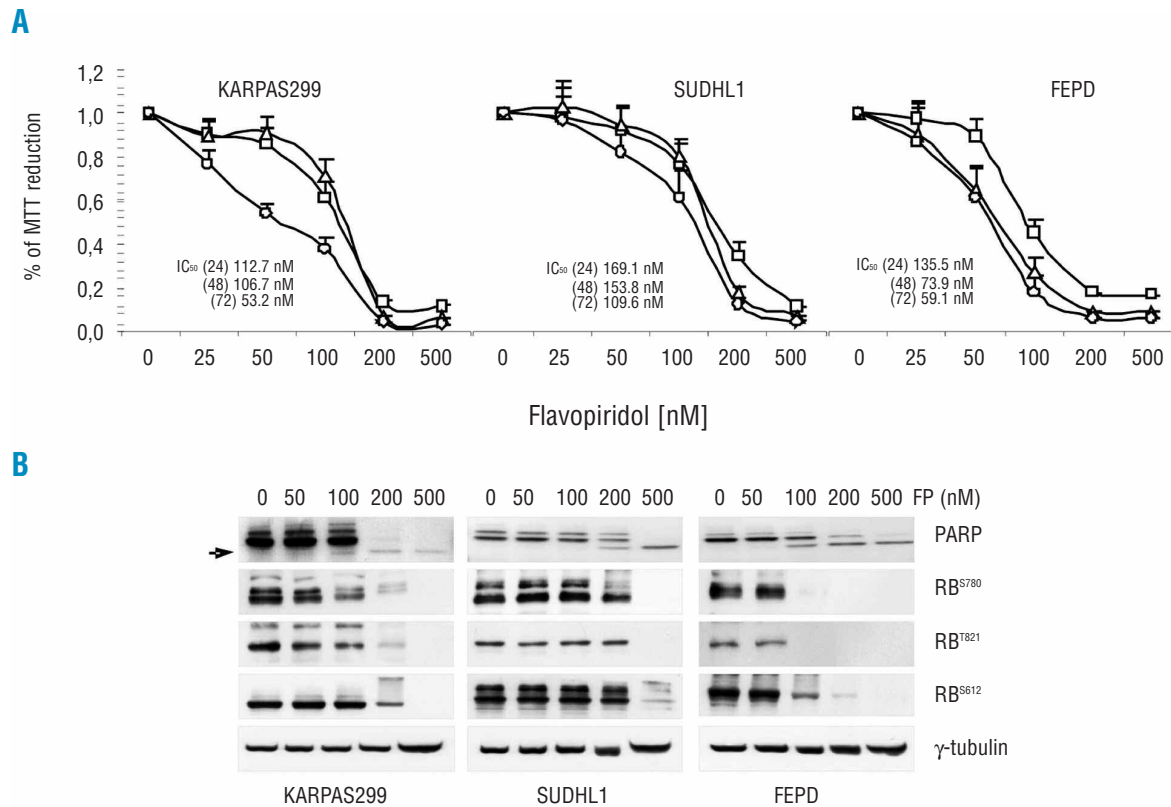 A
% of MTT reduction
1,2
1,0
0,8
0,6
0,4
0,2
0,0
KARPAS299
IC50 (24) 112.7 nM
(48) 106.7 nM
(72) 53.2 nM
0 25 50 100 200 500
SUDHL1
IC50 (24) 169.1 nM
(48) 153.8 nM
(72) 109.6 nM
0 25 50 100 200 500
FEPD
IC50 (24) 135.5 nM
(48) 73.9 nM
(72) 59.1 nM
0 25 50 100 200 500
Flavopiridol [nM]
B
0 50 100 200 500 0 50 100 200 500 0 50 100 200 500 FP (nM)
PARP
RBS780
RBT821
RBS612
γ-tubulin
KARPAS299 SUDHL1 FEPD